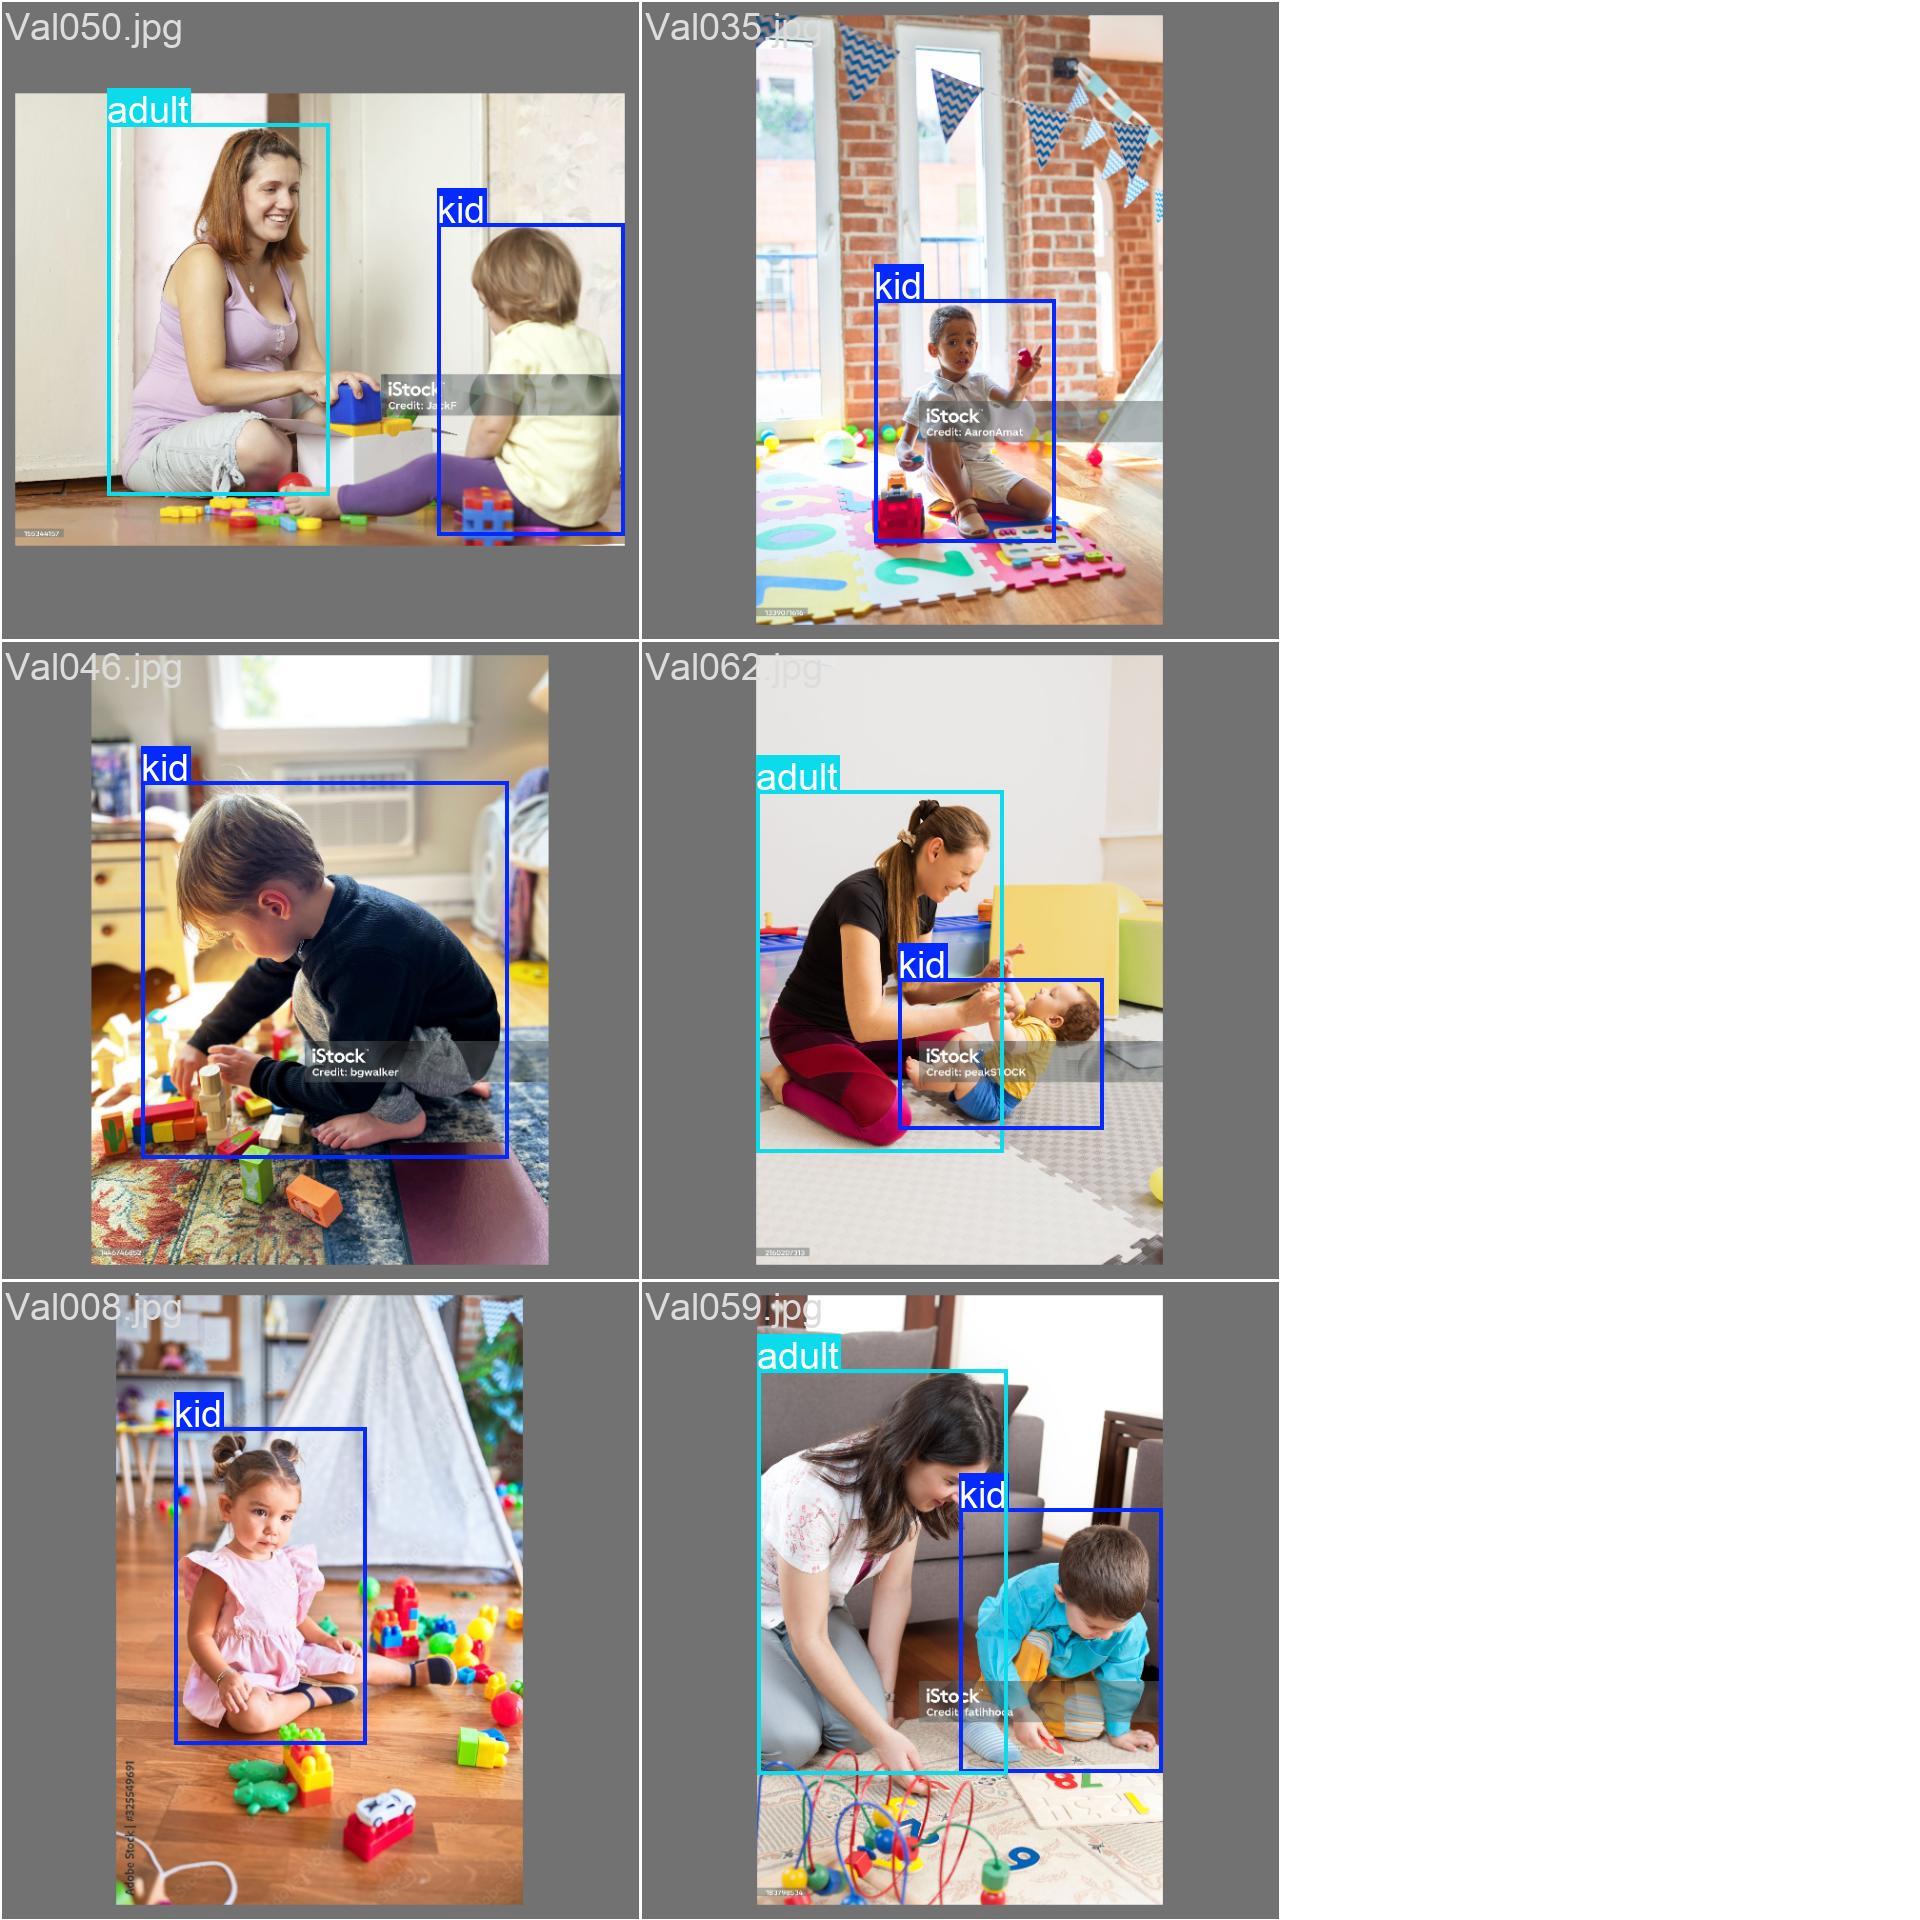 Val050.jpg
adult
kid
iStock
Credit: JackF
155344157
Val035.jpg
kid
iStock
Credit: AaronAmat
1339071616
Val046.jpg
kid
iStock
Credit: bgwalker
1446746852
Val062.jpg
adult
kid
iStock
Credit: peakSTOCK
2160207313
Val008.jpg
kid
Adobe Stock | #325549691
Val059.jpg
adult
kid
iStock
Credit: fatihhoca
183798534